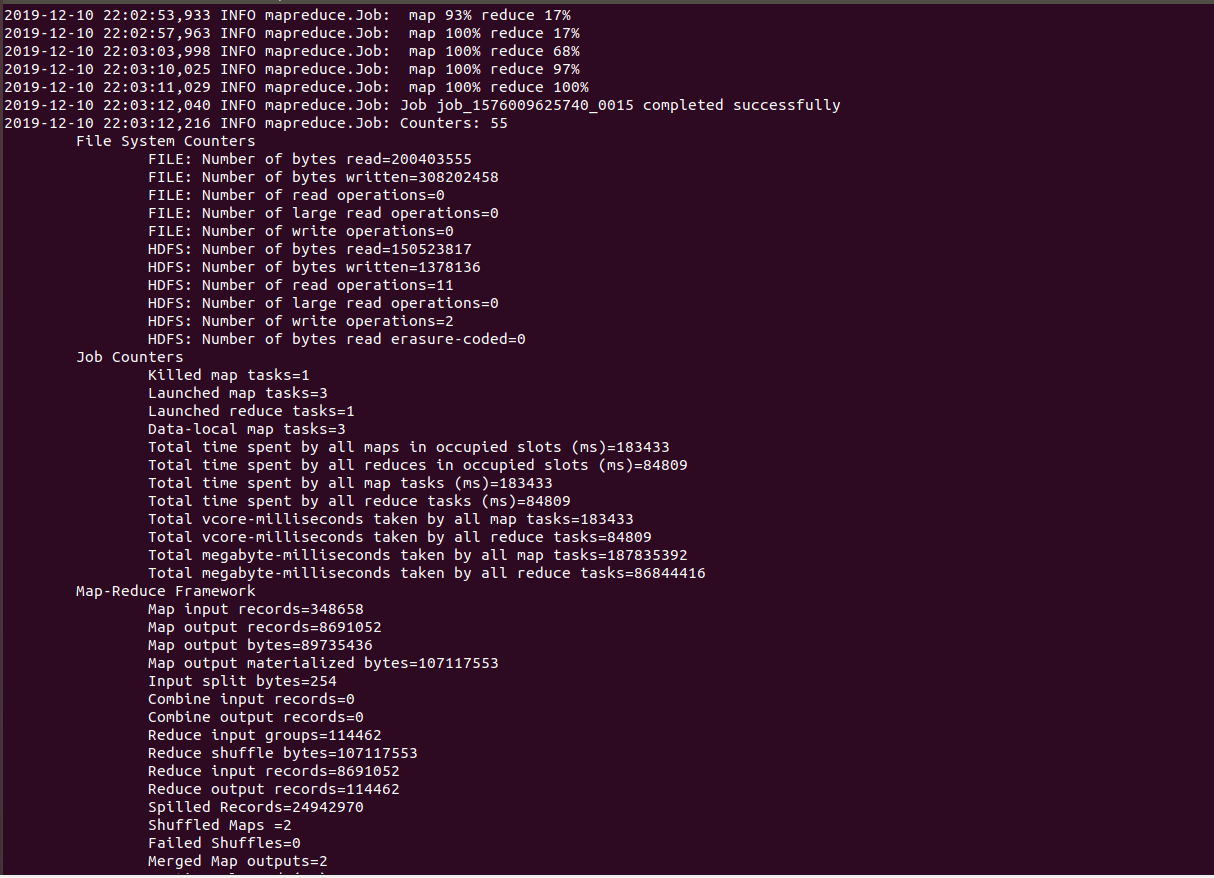 2019-12-10 22:02:53,933 INFO mapreduce.Job:  map 93% reduce 17%
2019-12-10 22:02:57,963 INFO mapreduce.Job:  map 100% reduce 17%
2019-12-10 22:03:03,998 INFO mapreduce.Job:  map 100% reduce 68%
2019-12-10 22:03:10,025 INFO mapreduce.Job:  map 100% reduce 97%
2019-12-10 22:03:11,029 INFO mapreduce.Job:  map 100% reduce 100%
2019-12-10 22:03:12,040 INFO mapreduce.Job: Job job_1576009625740_0015 completed successfully
2019-12-10 22:03:12,216 INFO mapreduce.Job: Counters: 55
File System Counters
FILE: Number of bytes read=200403555
FILE: Number of bytes written=308202458
FILE: Number of read operations=0
FILE: Number of large read operations=0
FILE: Number of write operations=0
HDFS: Number of bytes read=150523817
HDFS: Number of bytes written=1378136
HDFS: Number of read operations=11
HDFS: Number of large read operations=0
HDFS: Number of write operations=2
HDFS: Number of bytes read erasure-coded=0
Job Counters
Killed map tasks=1
Launched map tasks=3
Launched reduce tasks=1
Data-local map tasks=3
Total time spent by all maps in occupied slots (ms)=183433
Total time spent by all reduces in occupied slots (ms)=84809
Total time spent by all map tasks (ms)=183433
Total time spent by all reduce tasks (ms)=84809
Total vcore-milliseconds taken by all map tasks=183433
Total vcore-milliseconds taken by all reduce tasks=84809
Total megabyte-milliseconds taken by all map tasks=187835392
Total megabyte-milliseconds taken by all reduce tasks=86844416
Map-Reduce Framework
Map input records=348658
Map output records=8691052
Map output bytes=89735436
Map output materialized bytes=107117553
Input split bytes=254
Combine input records=0
Combine output records=0
Reduce input groups=114462
Reduce shuffle bytes=107117553
Reduce input records=8691052
Reduce output records=114462
Spilled Records=24942970
Shuffled Maps =2
Failed Shuffles=0
Merged Map outputs=2